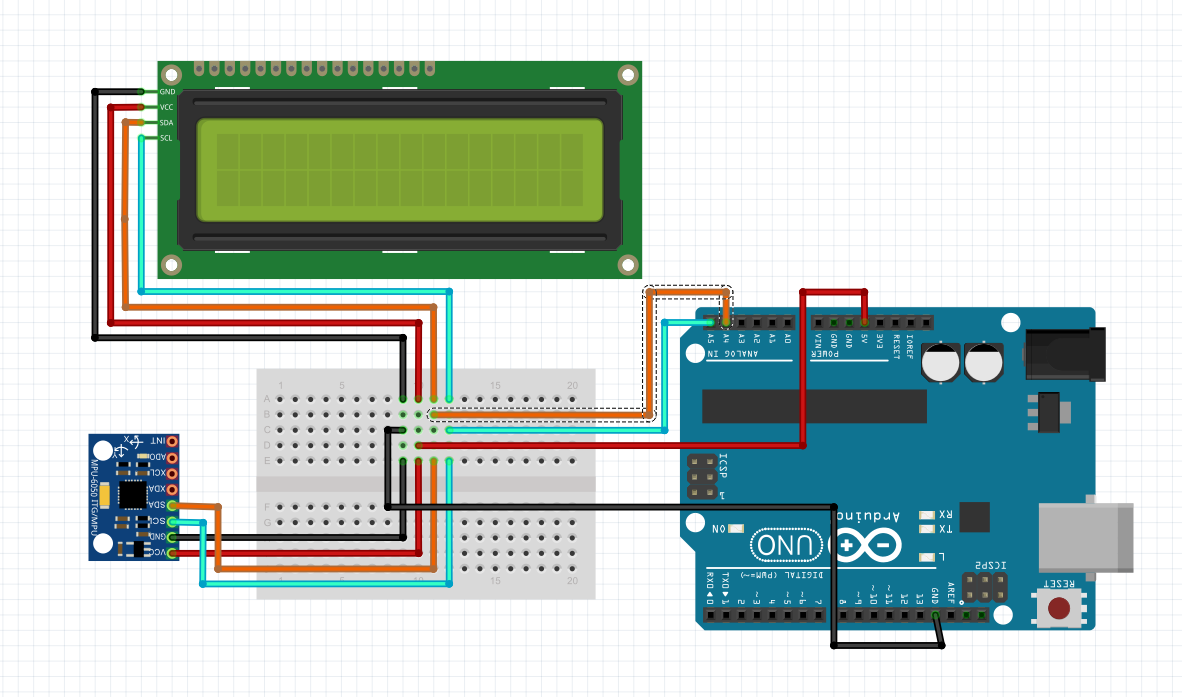 GND
VCC
SDA
SCL
1 5 15 20
A
B
C
D
E
F
G
15 20
INT
ADO
XCL
XDA
SDA
SCL
GND
VCC
MPU-6050 ITG/MPU
X
Y
A5 A4 A3 A2 A1 A0 VIN GND GND 5V 3V3 RESET IOREF
ANALOG IN POWER
ICSP
1
ON
UNO
Arduino
RX
TX
L
ICSP2
RESET
DIGITAL (PWM=~)
RX0 TX0
0 1 2 ~3 4 ~5 ~6 7 8 ~9 ~10 ~11 12 13 GND AREF